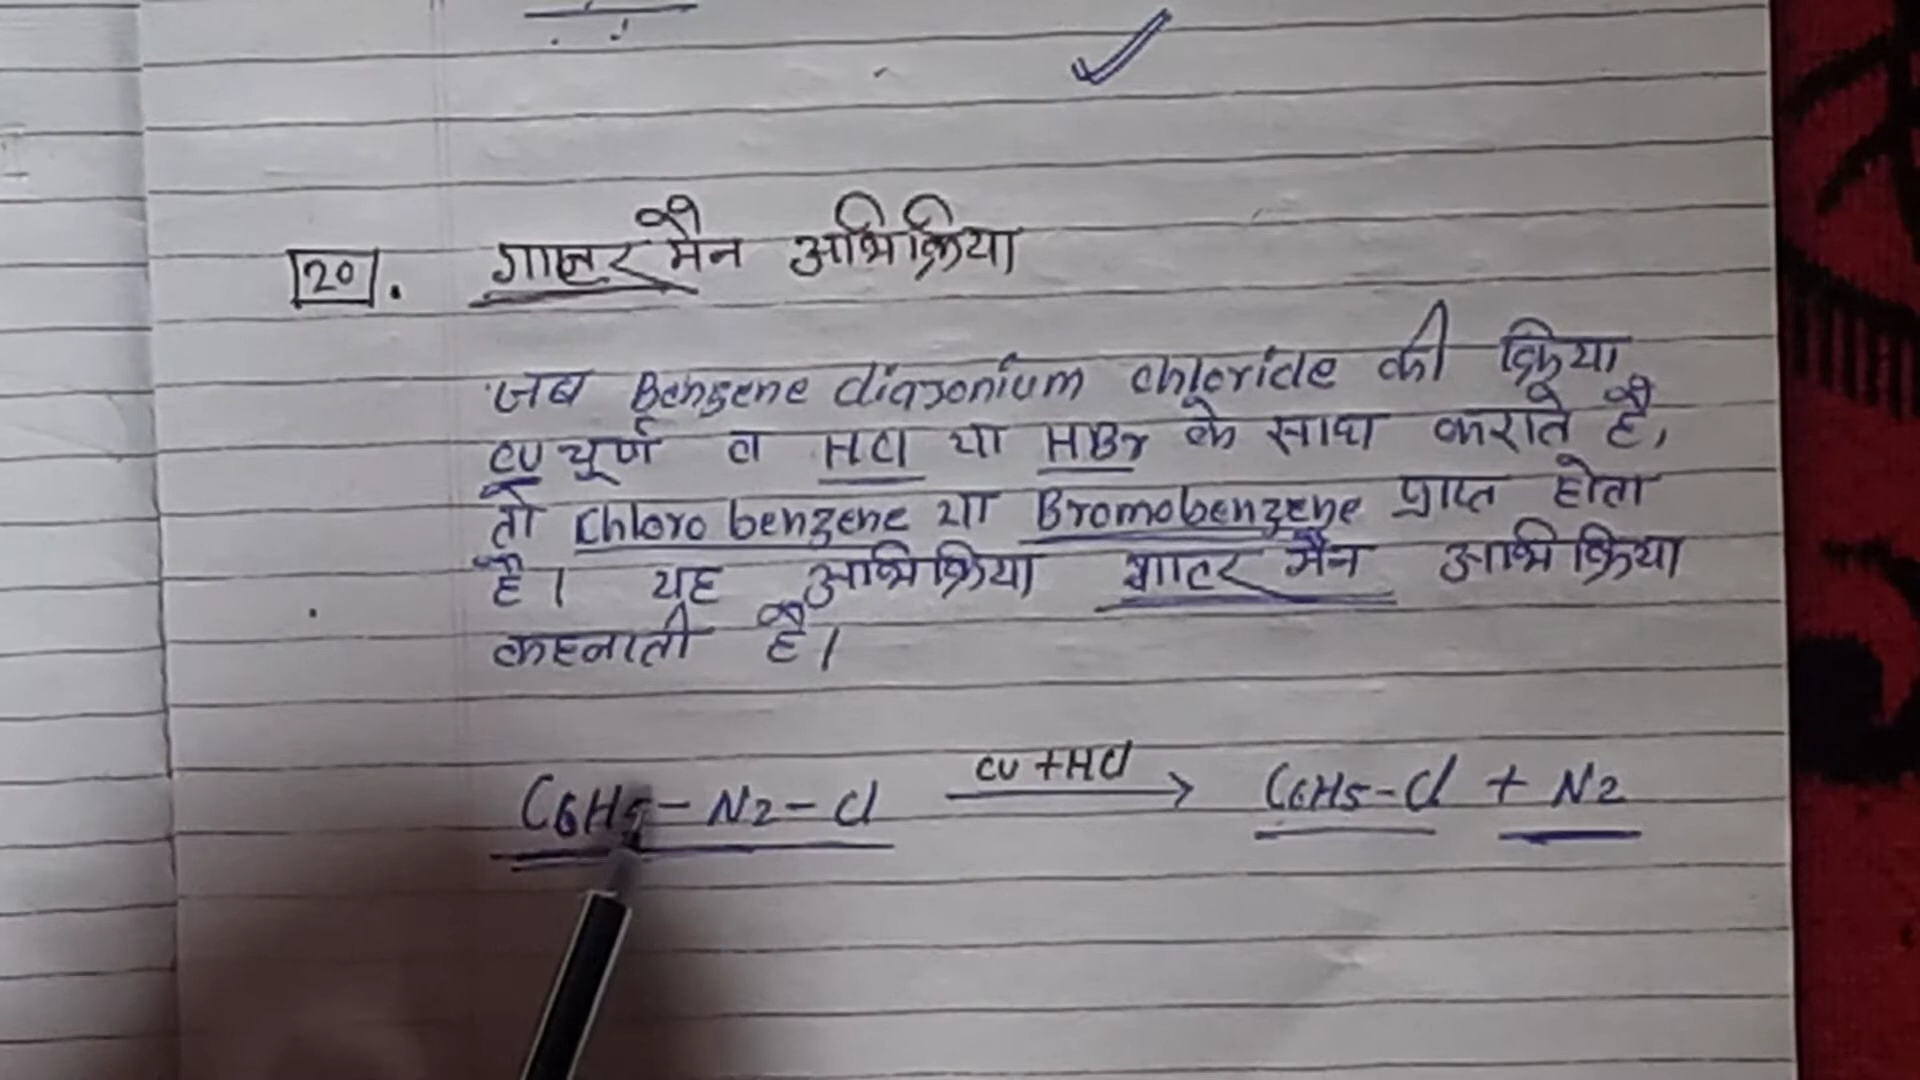 20. गाटरमैन अभिक्रिया
जब Benzene diazonium chloride की क्रिया
Cu चूर्ण व HCl या HBr के साथ कराते है,
तो Chloro benzene या Bromobenzene प्राप्त होता
है। यह अभिक्रिया गाटरमैन अभिक्रिया
कहलाती है।
C6H5-N2-Cl Cu+HCl → C6H5-Cl + N2